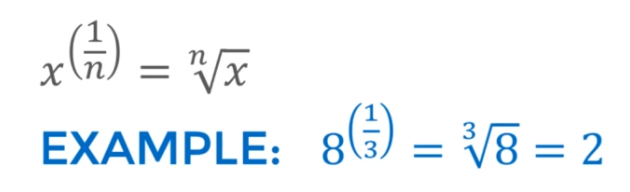 x^(1/n) = ⁿ√x
EXAMPLE: 8^(1/3) = ³√8 = 2